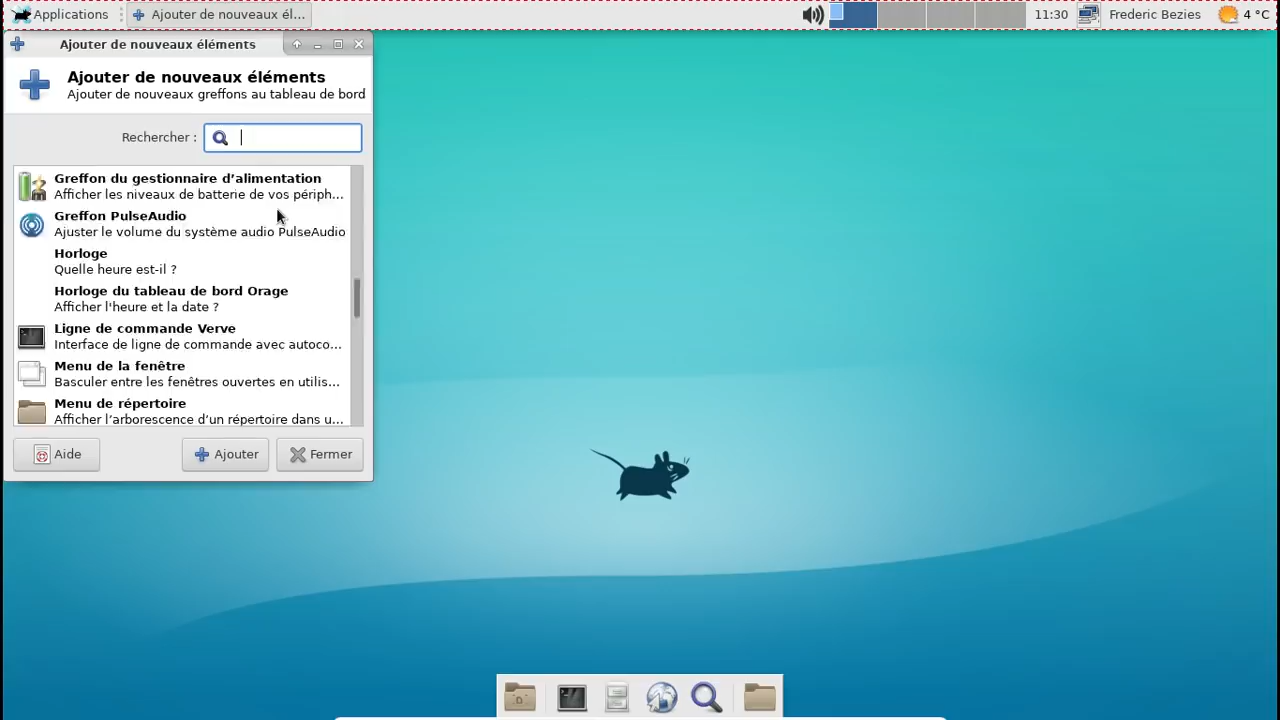 Applications
Ajouter de nouveaux él...
11:30
Frederic Bezies
4 °C
Ajouter de nouveaux éléments
Ajouter de nouveaux éléments
Ajouter de nouveaux greffons au tableau de bord
Rechercher :
Greffon du gestionnaire d’alimentation
Afficher les niveaux de batterie de vos périph...
Greffon PulseAudio
Ajuster le volume du système audio PulseAudio
Horloge
Quelle heure est-il ?
Horloge du tableau de bord Orage
Afficher l'heure et la date ?
Ligne de commande Verve
Interface de ligne de commande avec autoco...
Menu de la fenêtre
Basculer entre les fenêtres ouvertes en utilis...
Menu de répertoire
Afficher l’arborescence d’un répertoire dans u...
Aide
Ajouter
Fermer